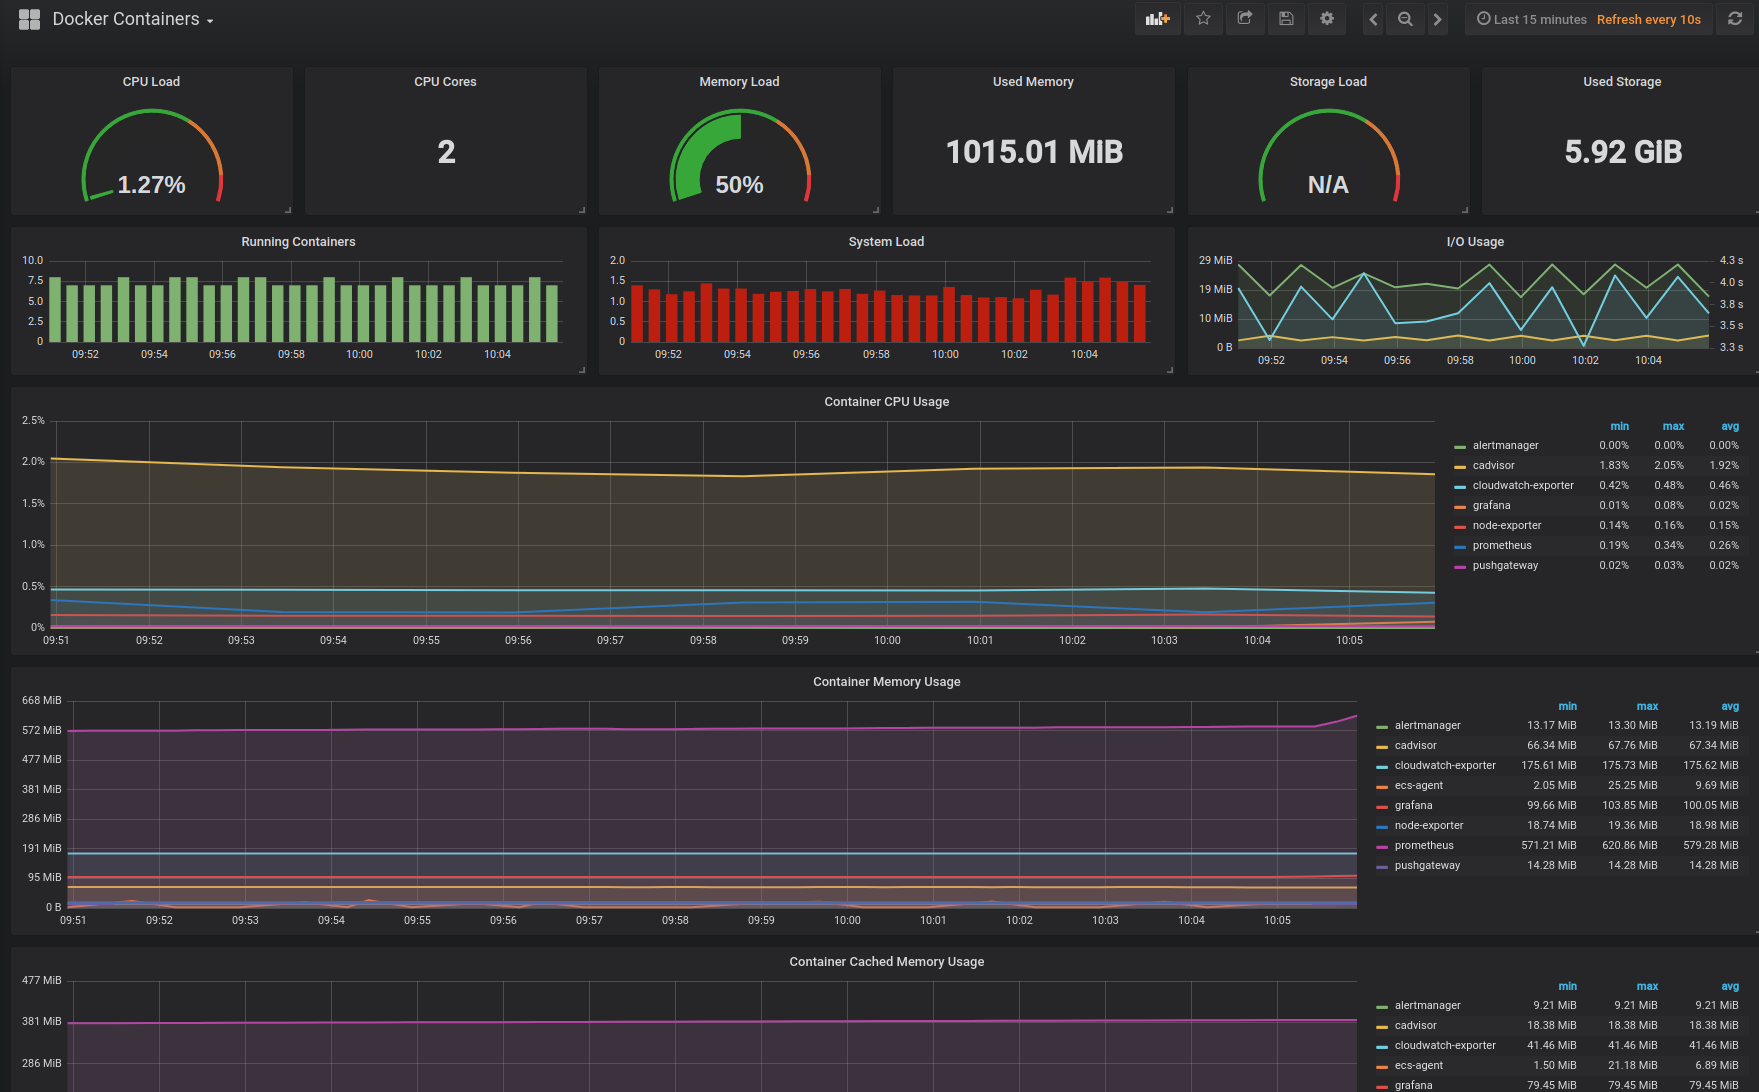 Docker Containers
Last 15 minutes Refresh every 10s
CPU Load
CPU Cores
Memory Load
Used Memory
Storage Load
Used Storage
1.27%
2
50%
1015.01 MiB
N/A
5.92 GiB
Running Containers
10.0
7.5
5.0
2.5
0
09:52 09:54 09:56 09:58 10:00 10:02 10:04
System Load
2.0
1.5
1.0
0.5
0
09:52 09:54 09:56 09:58 10:00 10:02 10:04
I/O Usage
29 MiB
19 MiB
10 MiB
0 B
4.3 s
4.0 s
3.8 s
3.5 s
3.3 s
09:52 09:54 09:56 09:58 10:00 10:02 10:04
Container CPU Usage
2.5%
2.0%
1.5%
1.0%
0.5%
0%
09:51 09:52 09:53 09:54 09:55 09:56 09:57 09:58 09:59 10:00 10:01 10:02 10:03 10:04 10:05
min max avg
alertmanager 0.00% 0.00% 0.00%
cadvisor 1.83% 2.05% 1.92%
cloudwatch-exporter 0.42% 0.48% 0.46%
grafana 0.01% 0.08% 0.02%
node-exporter 0.14% 0.16% 0.15%
prometheus 0.19% 0.34% 0.26%
pushgateway 0.02% 0.03% 0.02%
Container Memory Usage
668 MiB
572 MiB
477 MiB
381 MiB
286 MiB
191 MiB
95 MiB
0 B
09:51 09:52 09:53 09:54 09:55 09:56 09:57 09:58 09:59 10:00 10:01 10:02 10:03 10:04 10:05
min max avg
alertmanager 13.17 MiB 13.30 MiB 13.19 MiB
cadvisor 66.34 MiB 67.76 MiB 67.34 MiB
cloudwatch-exporter 175.61 MiB 175.73 MiB 175.62 MiB
ecs-agent 2.05 MiB 25.25 MiB 9.69 MiB
grafana 99.66 MiB 103.85 MiB 100.05 MiB
node-exporter 18.74 MiB 19.36 MiB 18.98 MiB
prometheus 571.21 MiB 620.86 MiB 579.28 MiB
pushgateway 14.28 MiB 14.28 MiB 14.28 MiB
Container Cached Memory Usage
477 MiB
381 MiB
286 MiB
min max avg
alertmanager 9.21 MiB 9.21 MiB 9.21 MiB
cadvisor 18.38 MiB 18.38 MiB 18.38 MiB
cloudwatch-exporter 41.46 MiB 41.46 MiB 41.46 MiB
ecs-agent 1.50 MiB 21.18 MiB 6.89 MiB
grafana 79.45 MiB 79.45 MiB 79.45 MiB